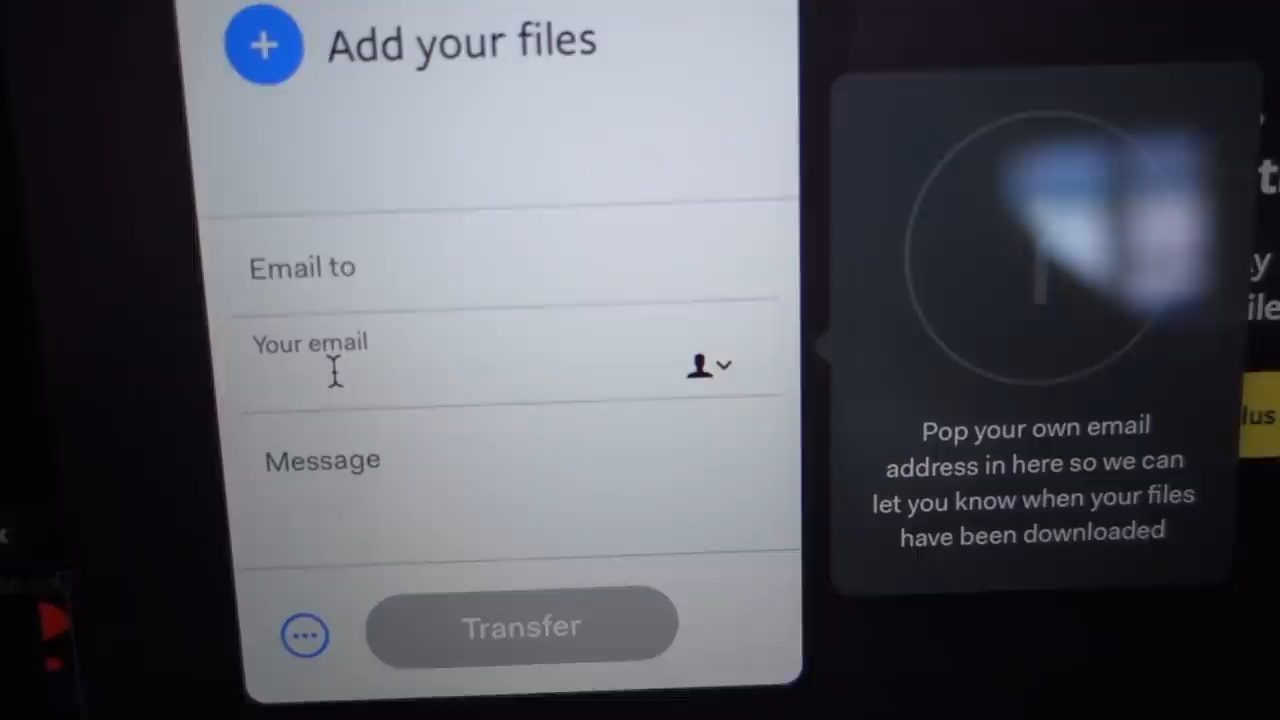 Add your files
Email to
Your email
Message
Transfer
Pop your own email
address in here so we can
let you know when your files
have been downloaded
lus